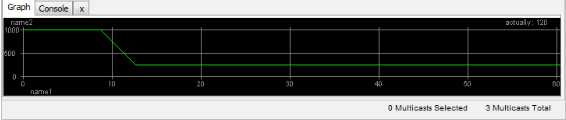 Graph Console x
name2 actually: 120
1000
500
0
0 10 20 30 40 50 60
name1
0 Multicasts Selected 3 Multicasts Total